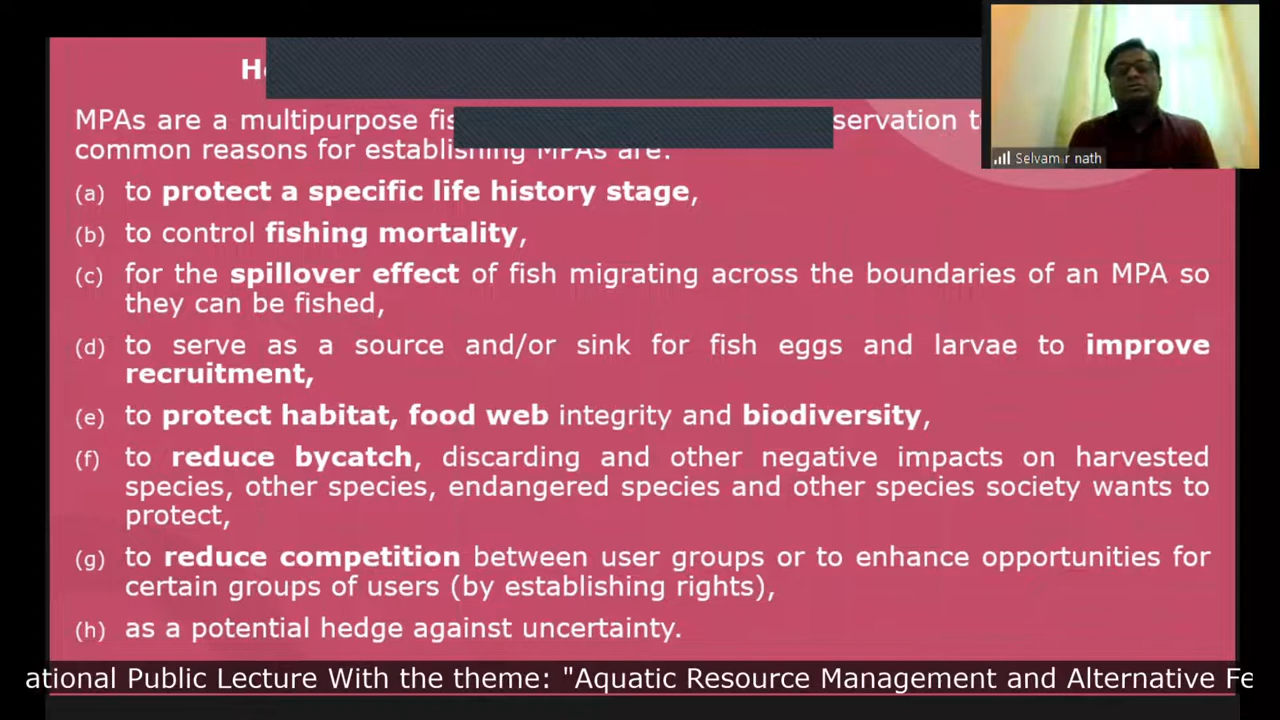 MPAs are a multipurpose
common reasons for establishing MPAs are:
(a) to protect a specific life history stage,
(b) to control fishing mortality,
(c) for the spillover effect of fish migrating across the boundaries of an MPA so
they can be fished,
(d) to serve as a source and/or sink for fish eggs and larvae to improve
recruitment,
(e) to protect habitat, food web integrity and biodiversity,
(f) to reduce bycatch, discarding and other negative impacts on harvested
species, other species, endangered species and other species society wants to
protect,
(g) to reduce competition between user groups or to enhance opportunities for
certain groups of users (by establishing rights),
(h) as a potential hedge against uncertainty.
Selvam r nath
ational Public Lecture With the theme: "Aquatic Resource Management and Alternative Fe